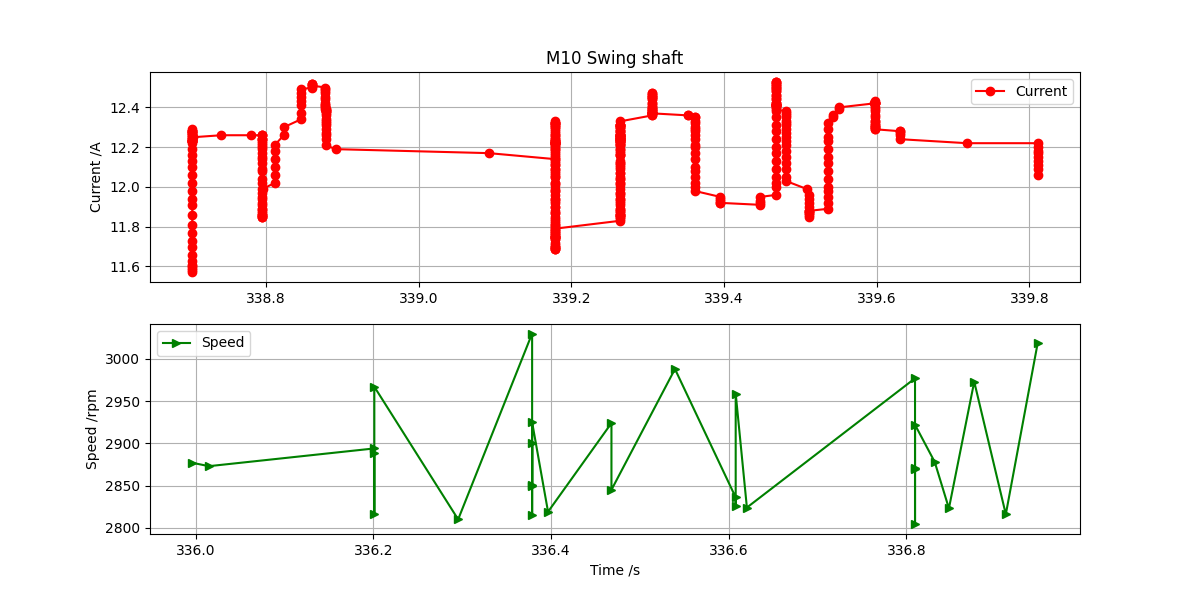 M10 Swing shaft
Current /A
12.4
12.2
12.0
11.8
11.6
Current
338.8 339.0 339.2 339.4 339.6 339.8
Speed /rpm
3000
2950
2900
2850
2800
Speed
336.0 336.2 336.4 336.6 336.8
Time /s